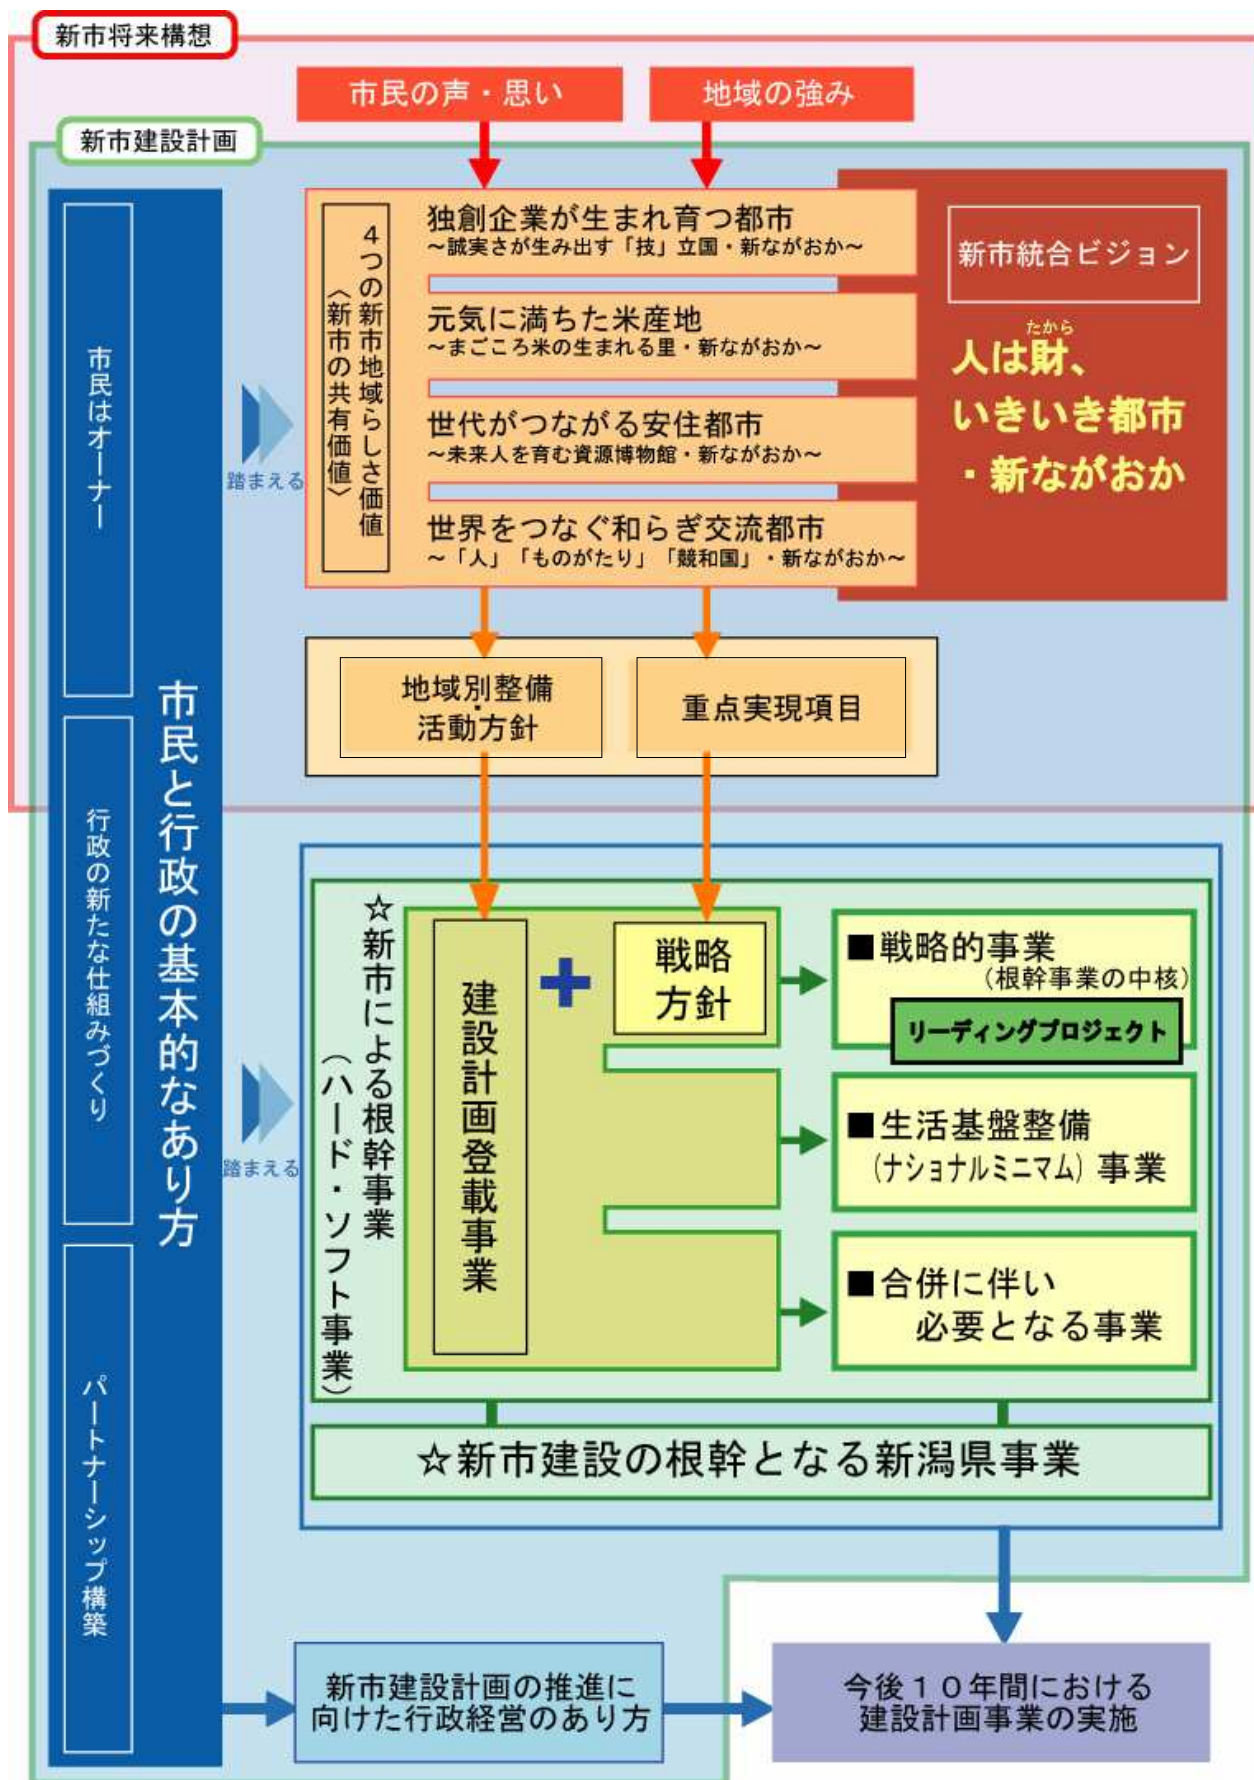 新市将来構想
市民の声・思い
地域の強み
新市建設計画
市民はオーナー
行政の新たな仕組みづくり
パートナーシップ構築
市民と行政の基本的なあり方
踏まえる
４つの新市地域らしさ価値
〈新市の共有価値〉
独創企業が生まれ育つ都市
～誠実さが生み出す「技」立国・新ながおか～
元気に満ちた米産地
～まごころ米の生まれる里・新ながおか～
世代がつながる安住都市
～未来人を育む資源博物館・新ながおか～
世界をつなぐ和らぎ交流都市
～「人」「ものがたり」「競和国」・新ながおか～
新市統合ビジョン
たから
人は財、
いきいき都市
・新ながおか
地域別整備
・
活動方針
重点実現項目
踏まえる
☆新市による根幹事業
（ハード・ソフト事業）
建設計画登載事業
＋
戦略
方針
■戦略的事業
（根幹事業の中核）
リーディングプロジェクト
■生活基盤整備
（ナショナルミニマム）事業
■合併に伴い
必要となる事業
☆新市建設の根幹となる新潟県事業
新市建設計画の推進に
向けた行政経営のあり方
今後１０年間における
建設計画事業の実施